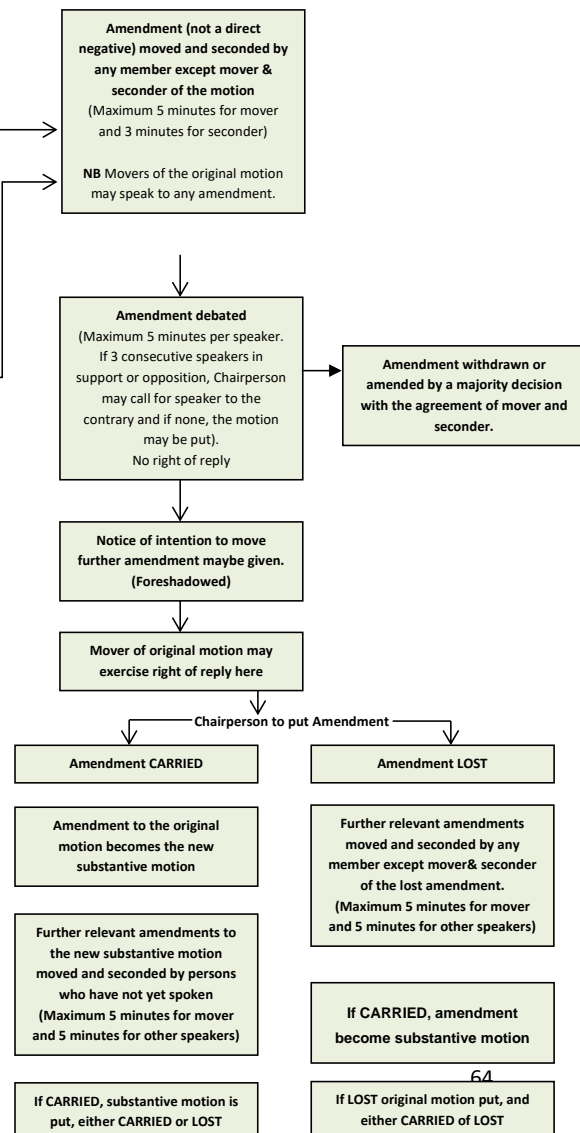 Amendment (not a direct
negative) moved and seconded by
any member except mover &
seconder of the motion
(Maximum 5 minutes for mover
and 3 minutes for seconder)
NB Movers of the original motion
may speak to any amendment.
Amendment debated
(Maximum 5 minutes per speaker.
If 3 consecutive speakers in
support or opposition, Chairperson
may call for speaker to the
contrary and if none, the motion
may be put).
No right of reply
Amendment withdrawn or
amended by a majority decision
with the agreement of mover and
seconder.
Notice of intention to move
further amendment maybe given.
(Foreshadowed)
Mover of original motion may
exercise right of reply here
Chairperson to put Amendment
Amendment CARRIED
Amendment to the original
motion becomes the new
substantive motion
Further relevant amendments to
the new substantive motion
moved and seconded by persons
who have not yet spoken
(Maximum 5 minutes for mover
and 5 minutes for other speakers)
If CARRIED, substantive motion is
put, either CARRIED or LOST
Amendment LOST
Further relevant amendments
moved and seconded by any
member except mover& seconder
of the lost amendment.
(Maximum 5 minutes for mover
and 5 minutes for other speakers)
If CARRIED, amendment
become substantive motion
64
If LOST original motion put, and
either CARRIED of LOST